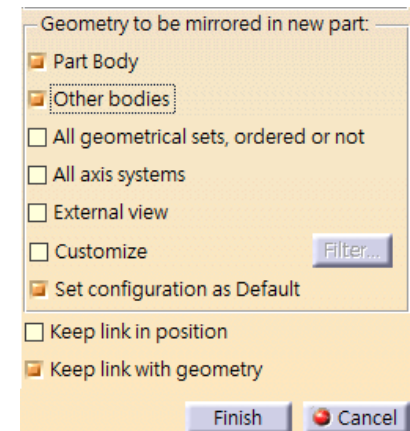 Geometry to be mirrored in new part:
Part Body
Other bodies
All geometrical sets, ordered or not
All axis systems
External view
Customize Filter...
Set configuration as Default
Keep link in position
Keep link with geometry
Finish Cancel